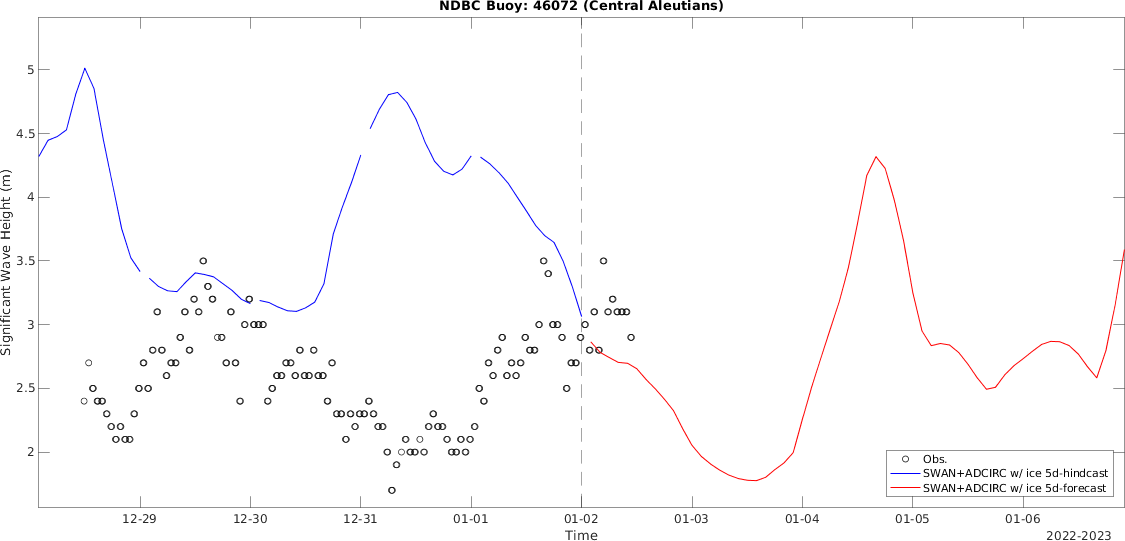 NDBC Buoy: 46072 (Central Aleutians)
Significant Wave Height (m)
5
4.5
4
3.5
3
2.5
2
12-29
12-30
12-31
01-01
01-02
01-03
01-04
01-05
01-06
Time
2022-2023
Obs.
SWAN+ADCIRC w/ ice 5d-hindcast
SWAN+ADCIRC w/ ice 5d-forecast